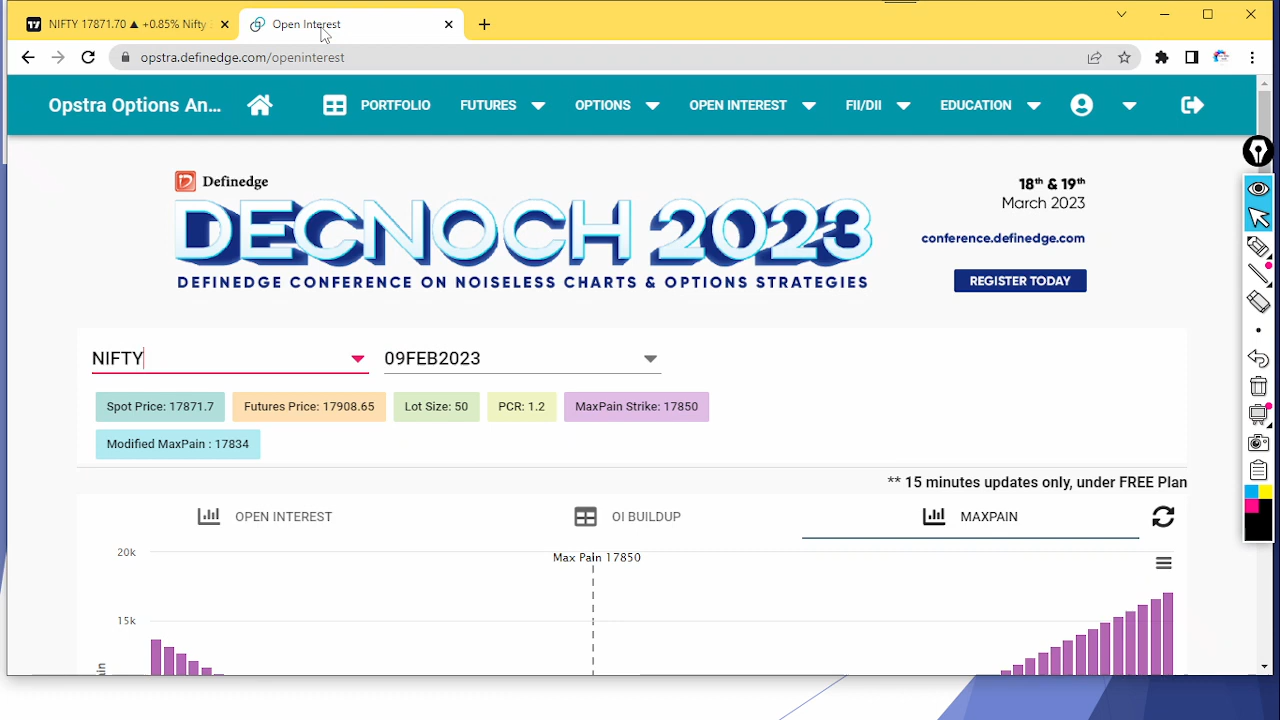 NIFTY 17871.70 ▲ +0.85% Nifty
Open Interest
opstra.definedge.com/openinterest
Opstra Options An...
PORTFOLIO
FUTURES
OPTIONS
OPEN INTEREST
FII/DII
EDUCATION
Definedge
DECNOCH 2023
DEFINEDGE CONFERENCE ON NOISELESS CHARTS & OPTIONS STRATEGIES
18th & 19th
March 2023
conference.definedge.com
REGISTER TODAY
NIFTY
09FEB2023
Spot Price: 17871.7
Futures Price: 17908.65
Lot Size: 50
PCR: 1.2
MaxPain Strike: 17850
Modified MaxPain : 17834
** 15 minutes updates only, under FREE Plan
OPEN INTEREST
OI BUILDUP
MAXPAIN
20k
Max Pain 17850
15k